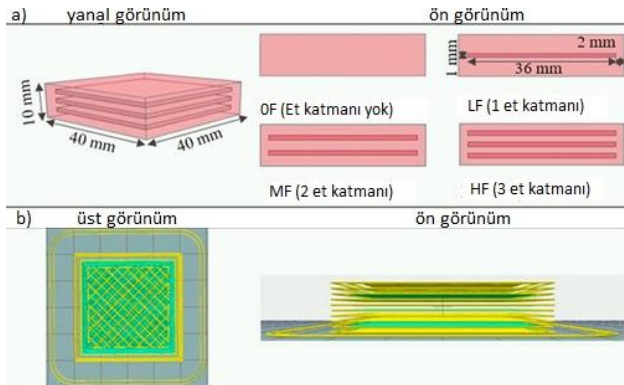 a) yanal görünüm ön görünüm
10 mm
40 mm
40 mm
0F (Et katmanı yok)
1 mm
2 mm
36 mm
LF (1 et katmanı)
MF (2 et katmanı)
HF (3 et katmanı)
b) üst görünüm ön görünüm